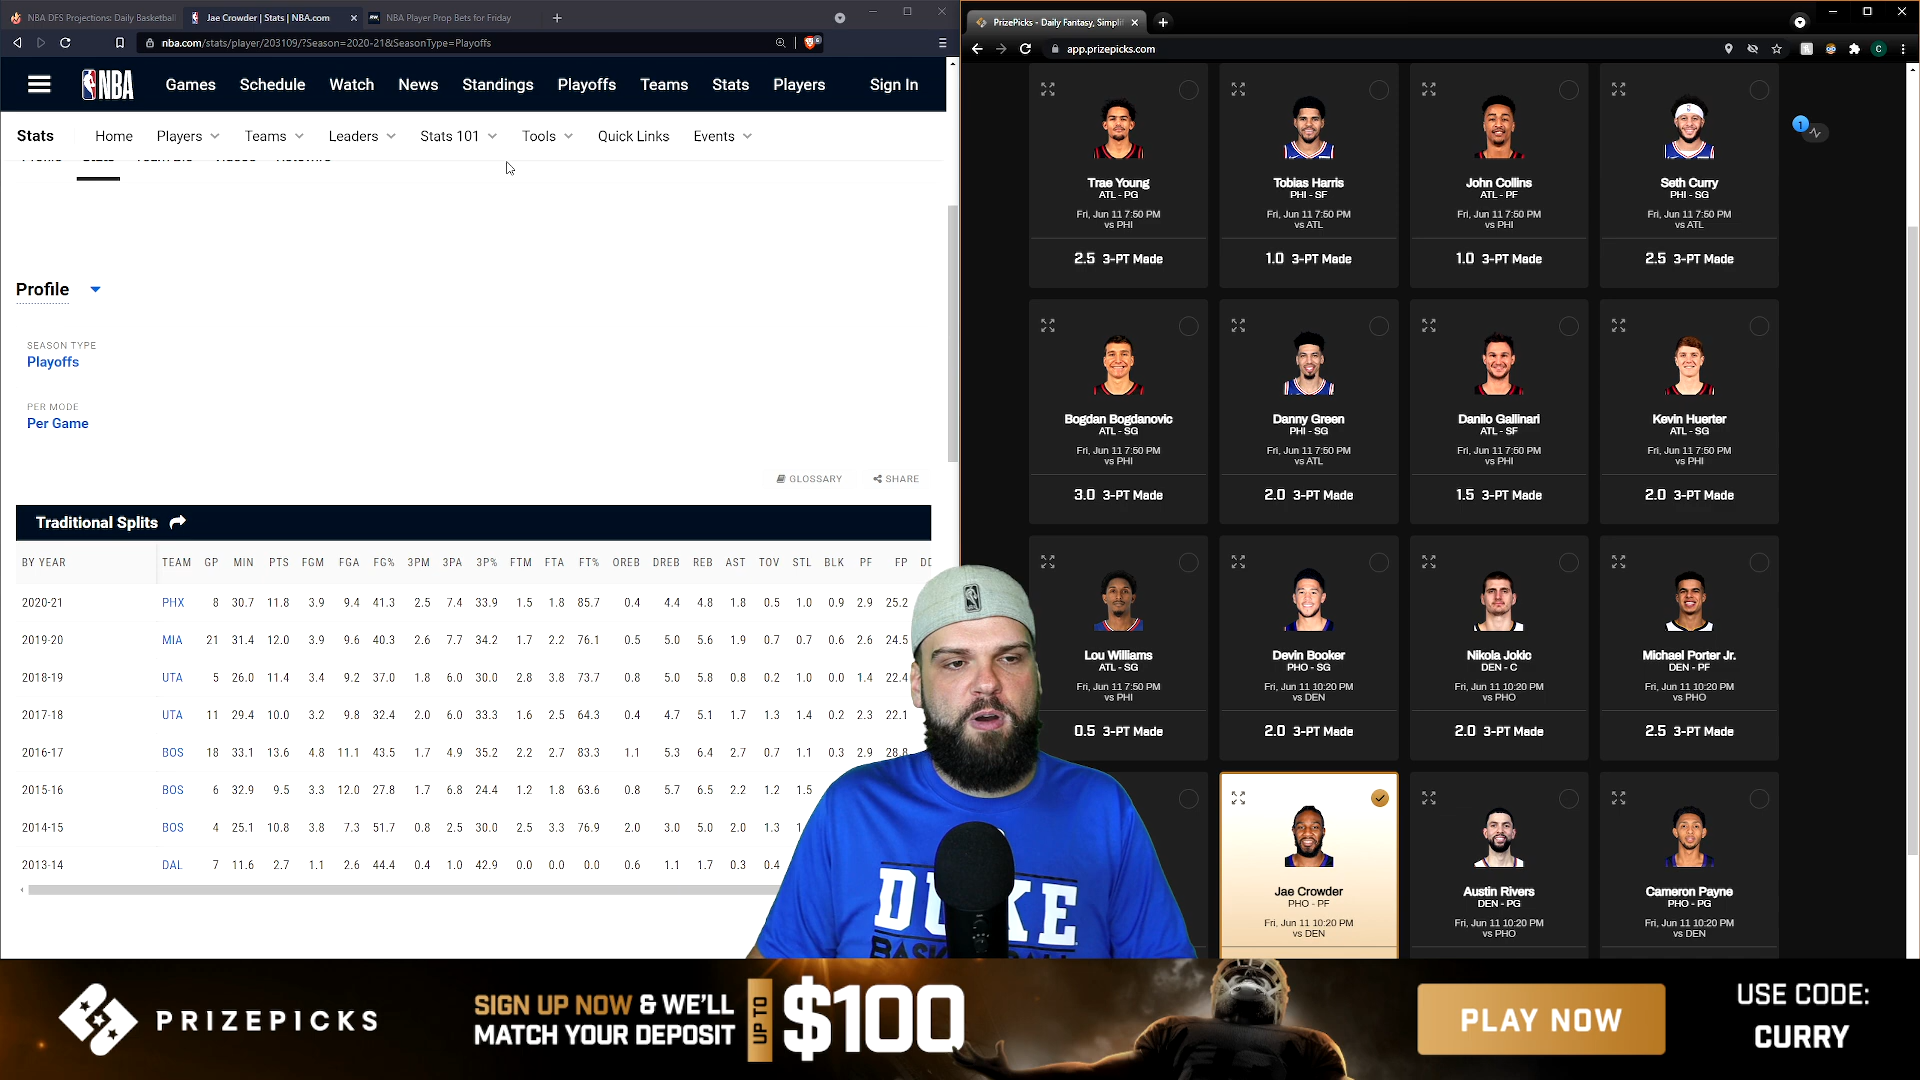 NBA DFS Projections: Daily Basketball
Jae Crowder | Stats | NBA.com
NBA Player Prop Bets for Friday
nba.com/stats/player/203109/?Season=2020-21&SeasonType=Playoffs
NBA
Games Schedule Watch News Standings Playoffs Teams Stats Players Sign In
Stats Home Players Teams Leaders Stats 101 Tools Quick Links Events
Profile
SEASON TYPE
Playoffs
PER MODE
Per Game
GLOSSARY SHARE
Traditional Splits
BY YEAR TEAM GP MIN PTS FGM FGA FG% 3PM 3PA 3P% FTM FTA FT% OREB DREB REB AST TOV STL BLK PF FP DD
2020-21 PHX 8 30.7 11.8 3.9 9.4 41.3 2.5 7.4 33.9 1.5 1.8 85.7 0.4 4.4 4.8 1.8 0.5 1.0 0.9 2.9 25.2
2019-20 MIA 21 31.4 12.0 3.9 9.6 40.3 2.6 7.7 34.2 1.7 2.2 76.1 0.5 5.0 5.6 1.9 0.7 0.7 0.6 2.6 24.5
2018-19 UTA 5 26.0 11.4 3.4 9.2 37.0 1.8 6.0 30.0 2.8 3.8 73.7 0.8 5.0 5.8 0.8 0.2 1.0 0.0 1.4 22.4
2017-18 UTA 11 29.4 10.0 3.2 9.8 32.4 2.0 6.0 33.3 1.6 2.5 64.3 0.4 4.7 5.1 1.7 1.3 1.4 0.2 2.3 22.1
2016-17 BOS 18 33.1 13.6 4.8 11.1 43.5 1.7 4.9 35.2 2.2 2.7 83.3 1.1 5.3 6.4 2.7 0.7 1.1 0.3 2.9 28.8
2015-16 BOS 6 32.9 9.5 3.3 12.0 27.8 1.7 6.8 24.4 1.2 1.8 63.6 0.8 5.7 6.5 2.2 1.2 1.5
2014-15 BOS 4 25.1 10.8 3.8 7.3 51.7 0.8 2.5 30.0 2.5 3.3 76.9 2.0 3.0 5.0 2.0 1.3
2013-14 DAL 7 11.6 2.7 1.1 2.6 44.4 0.4 1.0 42.9 0.0 0.0 0.0 0.6 1.1 1.7 0.3 0.4
DUKE
PrizePicks - Daily Fantasy, Simpli
app.prizepicks.com
1
Trae Young
ATL - PG
Fri, Jun 11 7:50 PM
vs PHI
2.5 3-PT Made
Tobias Harris
PHI - SF
Fri, Jun 11 7:50 PM
vs ATL
1.0 3-PT Made
John Collins
ATL - PF
Fri, Jun 11 7:50 PM
vs PHI
1.0 3-PT Made
Seth Curry
PHI - SG
Fri, Jun 11 7:50 PM
vs ATL
2.5 3-PT Made
Bogdan Bogdanovic
ATL - SG
Fri, Jun 11 7:50 PM
vs PHI
3.0 3-PT Made
Danny Green
PHI - SG
Fri, Jun 11 7:50 PM
vs ATL
2.0 3-PT Made
Danilo Gallinari
ATL - SF
Fri, Jun 11 7:50 PM
vs PHI
1.5 3-PT Made
Kevin Huerter
ATL - SG
Fri, Jun 11 7:50 PM
vs PHI
2.0 3-PT Made
Lou Williams
ATL - SG
Fri, Jun 11 7:50 PM
vs PHI
0.5 3-PT Made
Devin Booker
PHO - SG
Fri, Jun 11 10:20 PM
vs DEN
2.0 3-PT Made
Nikola Jokic
DEN - C
Fri, Jun 11 10:20 PM
vs PHO
2.0 3-PT Made
Michael Porter Jr.
DEN - PF
Fri, Jun 11 10:20 PM
vs PHO
2.5 3-PT Made
Jae Crowder
PHO - PF
Fri, Jun 11 10:20 PM
vs DEN
Austin Rivers
DEN - PG
Fri, Jun 11 10:20 PM
vs PHO
Cameron Payne
PHO - PG
Fri, Jun 11 10:20 PM
vs DEN
PRIZEPICKS
SIGN UP NOW & WE'LL
MATCH YOUR DEPOSIT
UP TO
$100
PLAY NOW
USE CODE:
CURRY